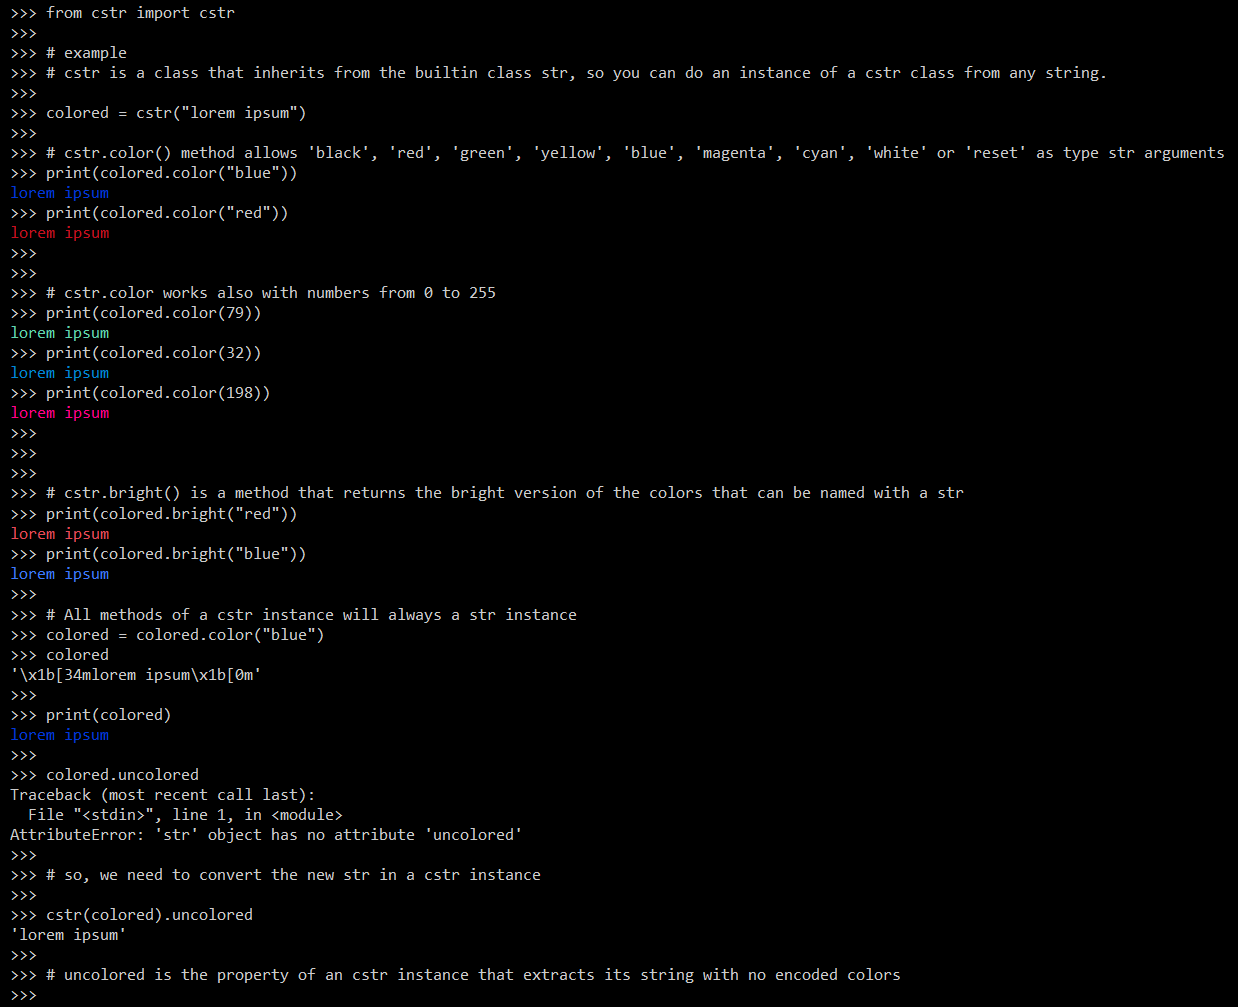 >>> from cstr import cstr
>>>
>>> # example
>>> # cstr is a class that inherits from the builtin class str, so you can do an instance of a cstr class from any string.
>>>
>>> colored = cstr("lorem ipsum")
>>>
>>> # cstr.color() method allows 'black', 'red', 'green', 'yellow', 'blue', 'magenta', 'cyan', 'white' or 'reset' as type str arguments
>>> print(colored.color("blue"))
lorem ipsum
>>> print(colored.color("red"))
lorem ipsum
>>>
>>>
>>> # cstr.color works also with numbers from 0 to 255
>>> print(colored.color(79))
lorem ipsum
>>> print(colored.color(32))
lorem ipsum
>>> print(colored.color(198))
lorem ipsum
>>>
>>>
>>>
>>> # cstr.bright() is a method that returns the bright version of the colors that can be named with a str
>>> print(colored.bright("red"))
lorem ipsum
>>> print(colored.bright("blue"))
lorem ipsum
>>>
>>> # All methods of a cstr instance will always a str instance
>>> colored = colored.color("blue")
>>> colored
'\x1b[34mlorem ipsum\x1b[0m'
>>>
>>> print(colored)
lorem ipsum
>>>
>>> colored.uncolored
Traceback (most recent call last):
  File "<stdin>", line 1, in <module>
AttributeError: 'str' object has no attribute 'uncolored'
>>>
>>> # so, we need to convert the new str in a cstr instance
>>>
>>> cstr(colored).uncolored
'lorem ipsum'
>>>
>>> # uncolored is the property of an cstr instance that extracts its string with no encoded colors
>>>